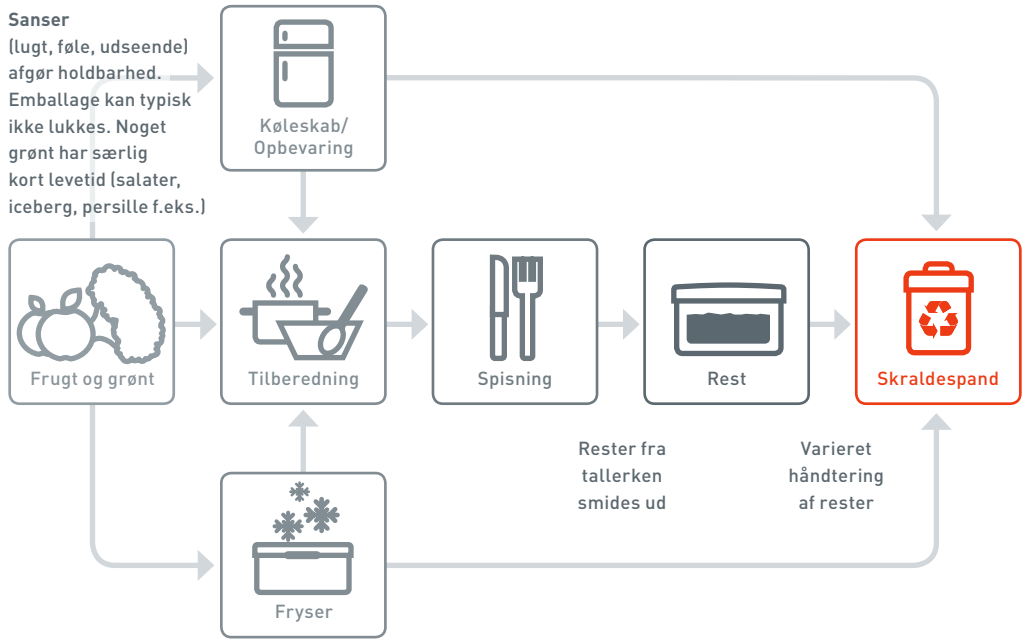 Sanser
(lugt, føle, udseende)
afgør holdbarhed.
Emballage kan typisk
ikke lukkes. Noget
grønt har særlig
kort levetid (salater,
iceberg, persille f.eks.)
Køleskab/
Opbevaring
Frugt og grønt
Tilberedning
Spisning
Rest
Skraldespand
Rester fra
tallerken
smides ud
Varieret
håndtering
af rester
Fryser